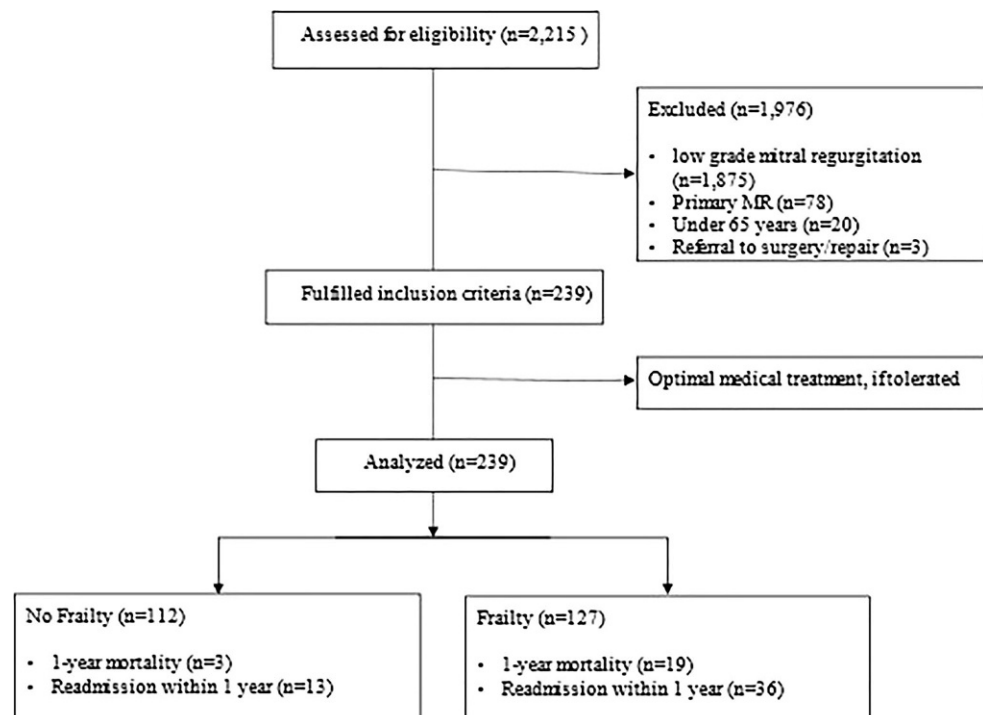 Assessed for eligibility (n=2,215 )
Excluded (n=1,976)
• low grade mitral regurgitation
(n=1,875)
• Primary MR (n=78)
• Under 65 years (n=20)
• Referral to surgery/repair (n=3)
Fulfilled inclusion criteria (n=239)
Optimal medical treatment, if tolerated
Analyzed (n=239)
No Frailty (n=112)
• 1-year mortality (n=3)
• Readmission within 1 year (n=13)
Frailty (n=127)
• 1-year mortality (n=19)
• Readmission within 1 year (n=36)